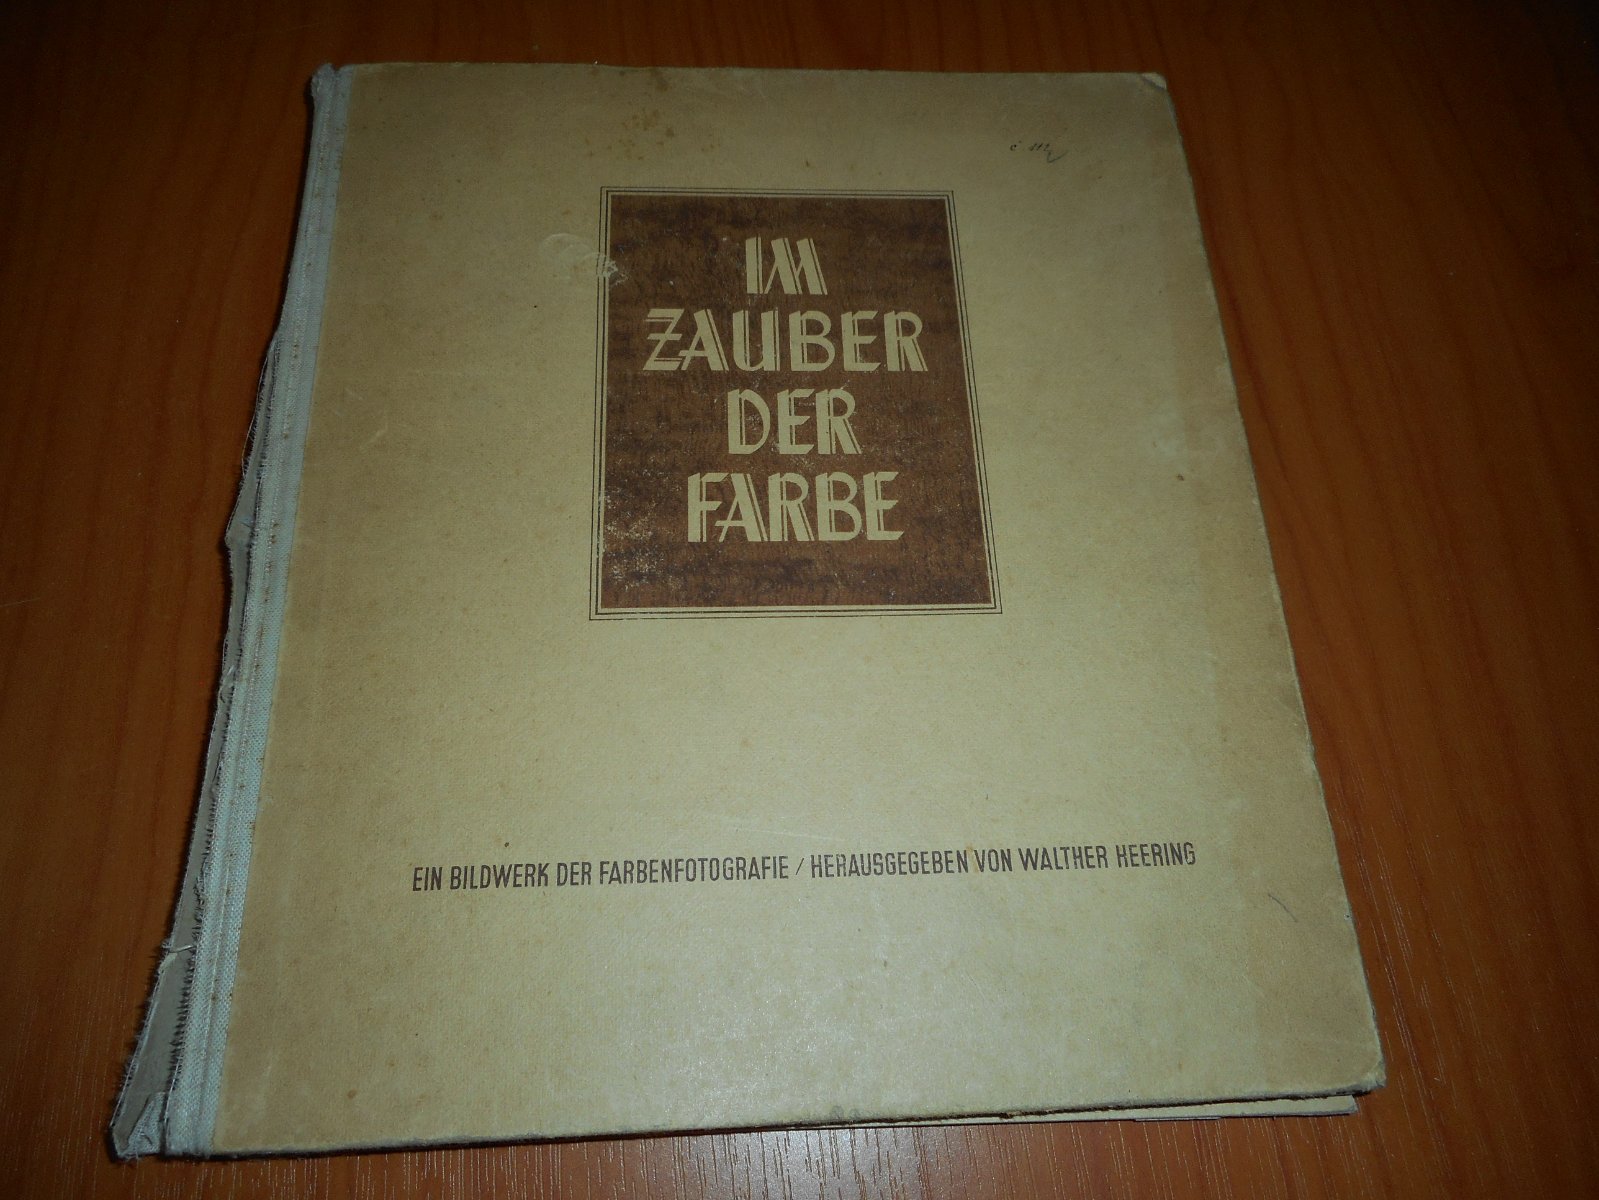 IM
ZAUBER
DER
FARBE
EIN BILDWERK DER FARBENFOTOGRAFIE / HERAUSGEGEBEN VON WALTHER HEERING